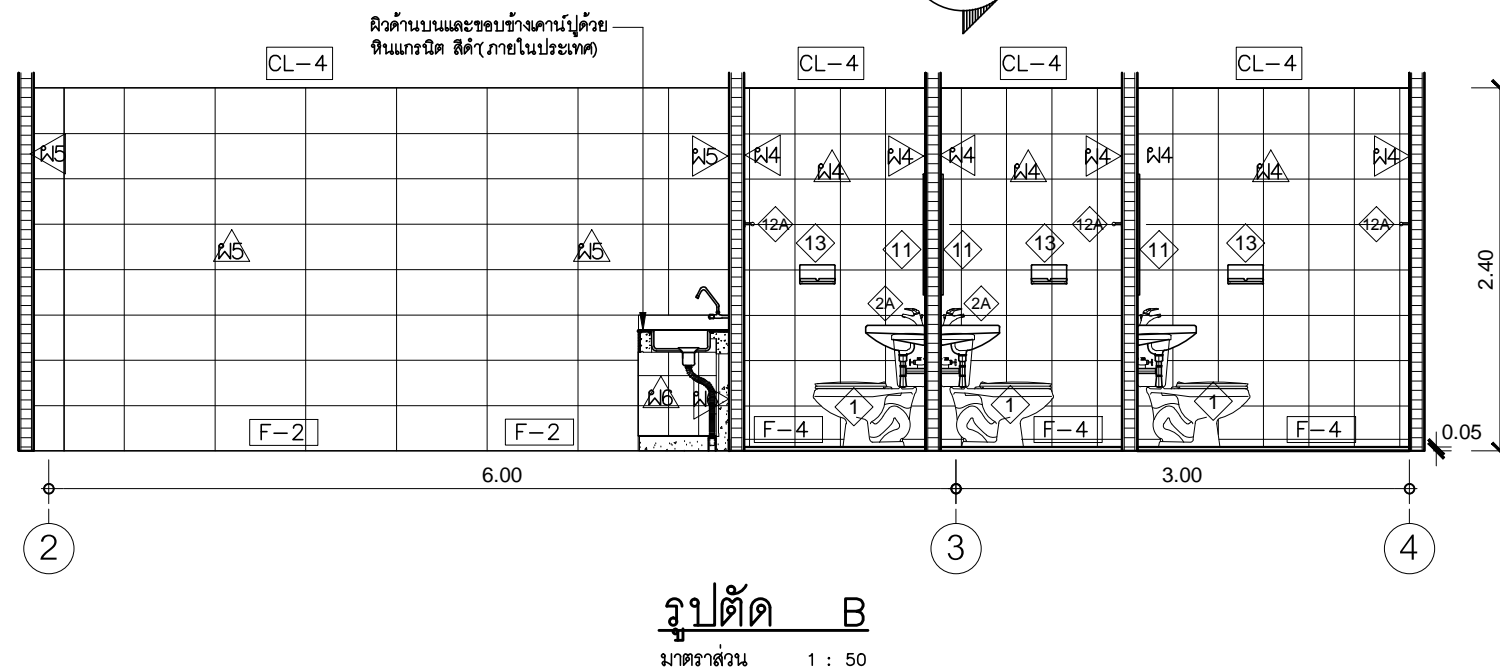 ผิวด้านบนและขอบข้างเคาน์ปูด้วย
หินแกรนิต สีดำ(ภายในประเทศ)
CL-4 CL-4 CL-4 CL-4
ผ5 ผ5 ผ4 ผ4 ผ4 ผ4 ผ4 ผ4
ผ4 ผ4 ผ4
12A 12A 12A
ผ5 ผ5 13 11 11 13 11 13
2.40
2A 2A
ผ6
1 1 1
F-2 F-2 F-4 F-4 F-4
0.05
6.00 3.00
2 3 4
รูปตัด B
มาตราส่วน 1 : 50